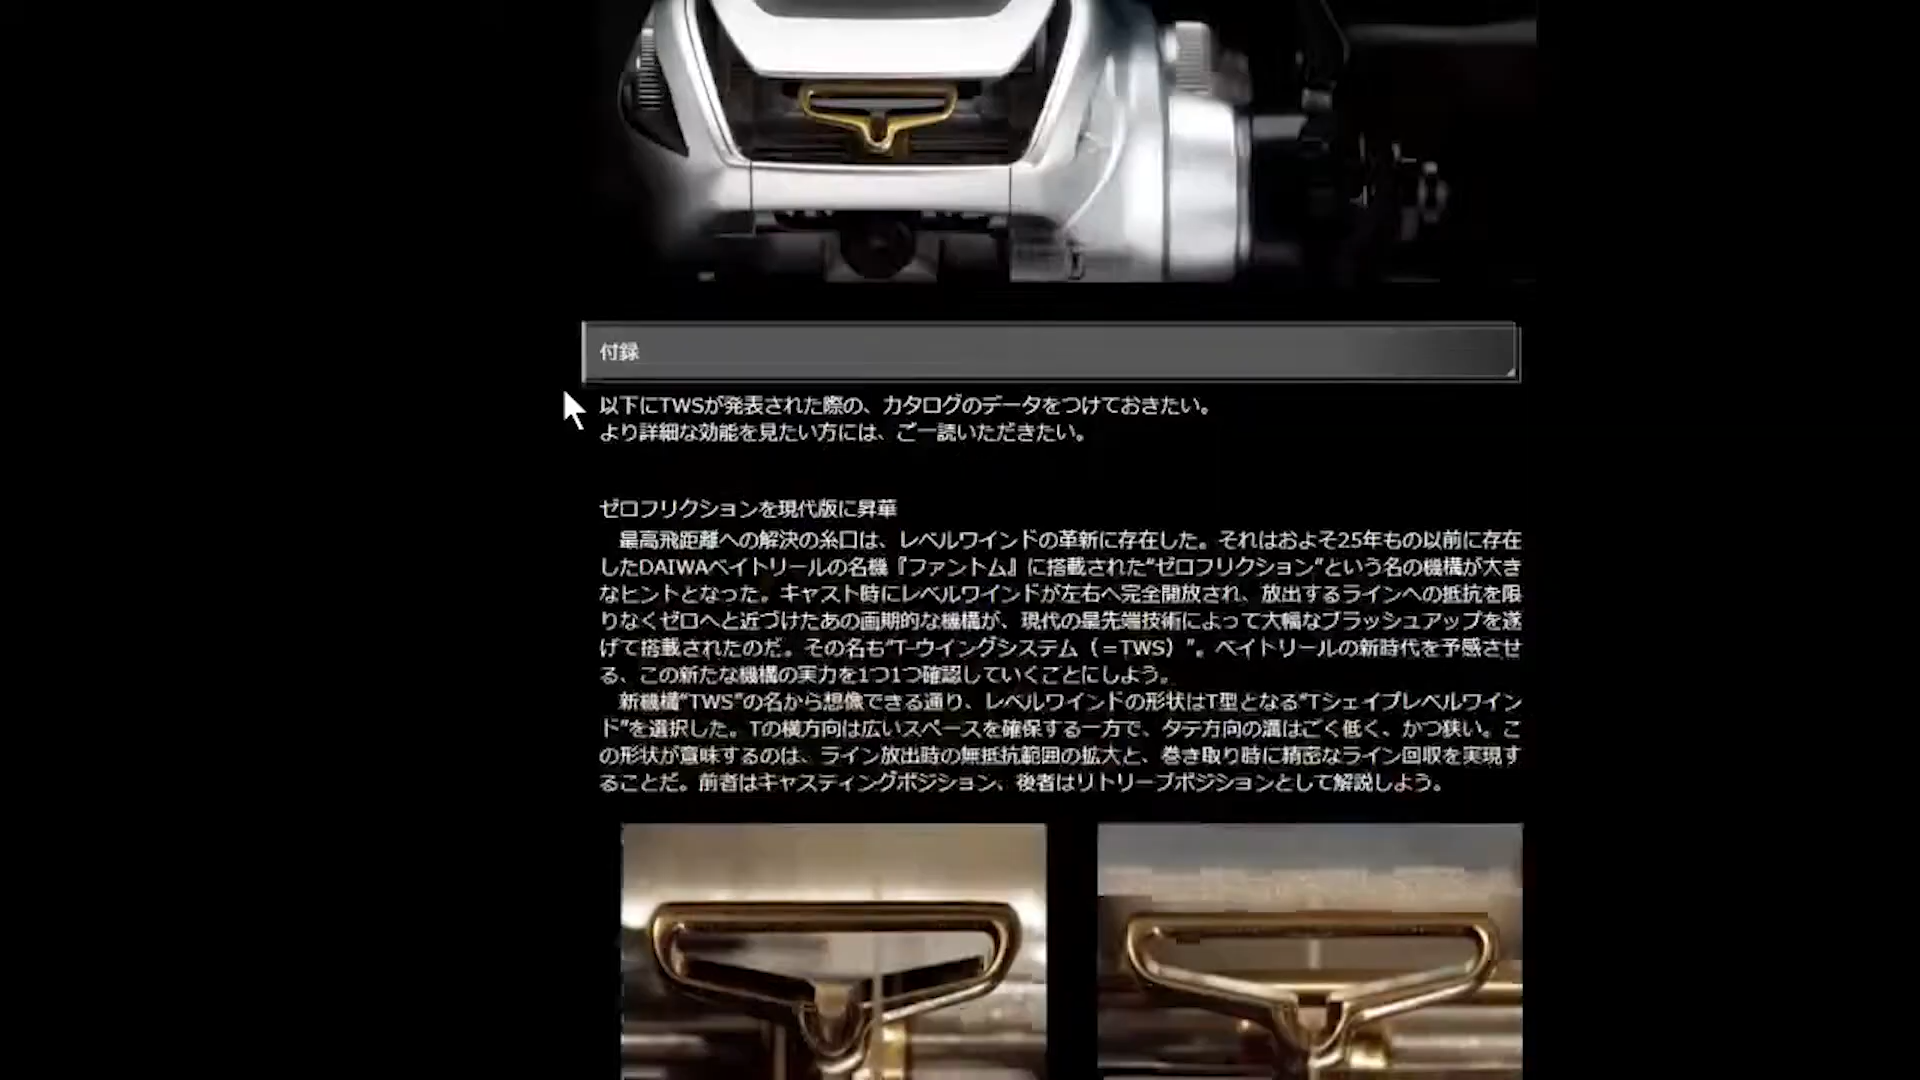 付録
以下にTWSが発表された際の、カタログのデータをつけておきたい。
より詳細な効能を見たい方には、ご一読いただきたい。
ゼロフリクションを現代版に昇華
最高飛距離への解決の糸口は、レベルワインドの革新に存在した。それはおよそ25年もの以前に存在
したDAIWAベイトリールの名機『ファントム』に搭載された“ゼロフリクション”という名の機構が大き
なヒントとなった。キャスト時にレベルワインドが左右へ完全開放され、放出するラインへの抵抗を限
りなくゼロへと近づけたあの画期的な機構が、現代の最先端技術によって大幅なブラッシュアップを遂
げて搭載されたのだ。その名も“T-ウイングシステム（=TWS）”。ベイトリールの新時代を予感させ
る、この新たな機構の実力を1つ1つ確認していくことにしよう。
新機構“TWS”の名から想像できる通り、レベルワインドの形状はT型となる“Tシェイプレベルワイン
ド”を選択した。Tの横方向は広いスペースを確保する一方で、タテ方向の溝はごく低く、かつ狭い。こ
の形状が意味するのは、ライン放出時の無抵抗範囲の拡大と、巻き取り時に精密なライン回収を実現す
ることだ。前者はキャスティングポジション、後者はリトリーブポジションとして解説しよう。